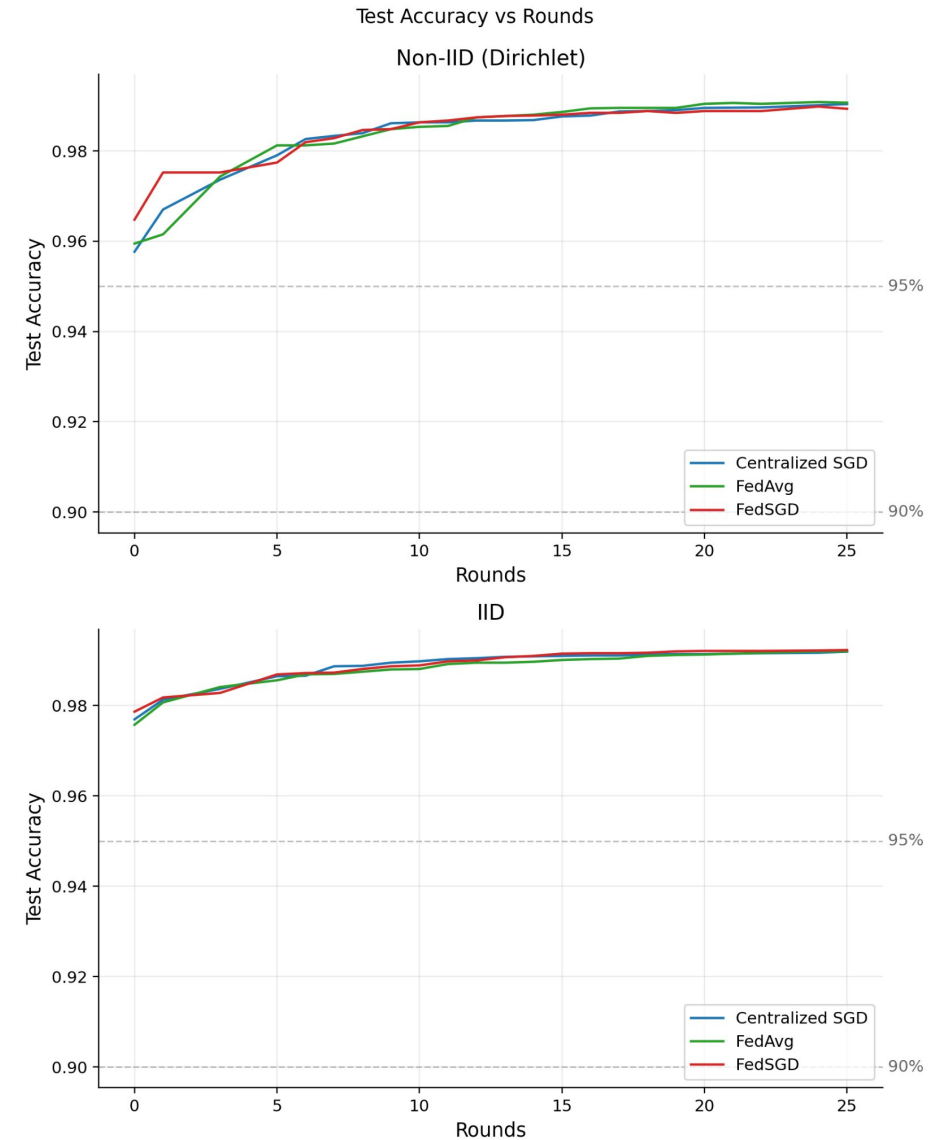 Test Accuracy vs Rounds
Non-IID (Dirichlet)
Test Accuracy
0.98
0.96
0.94
0.92
0.90
95%
90%
Centralized SGD
FedAvg
FedSGD
0 5 10 15 20 25
Rounds
IID
Test Accuracy
0.98
0.96
0.94
0.92
0.90
95%
90%
Centralized SGD
FedAvg
FedSGD
0 5 10 15 20 25
Rounds